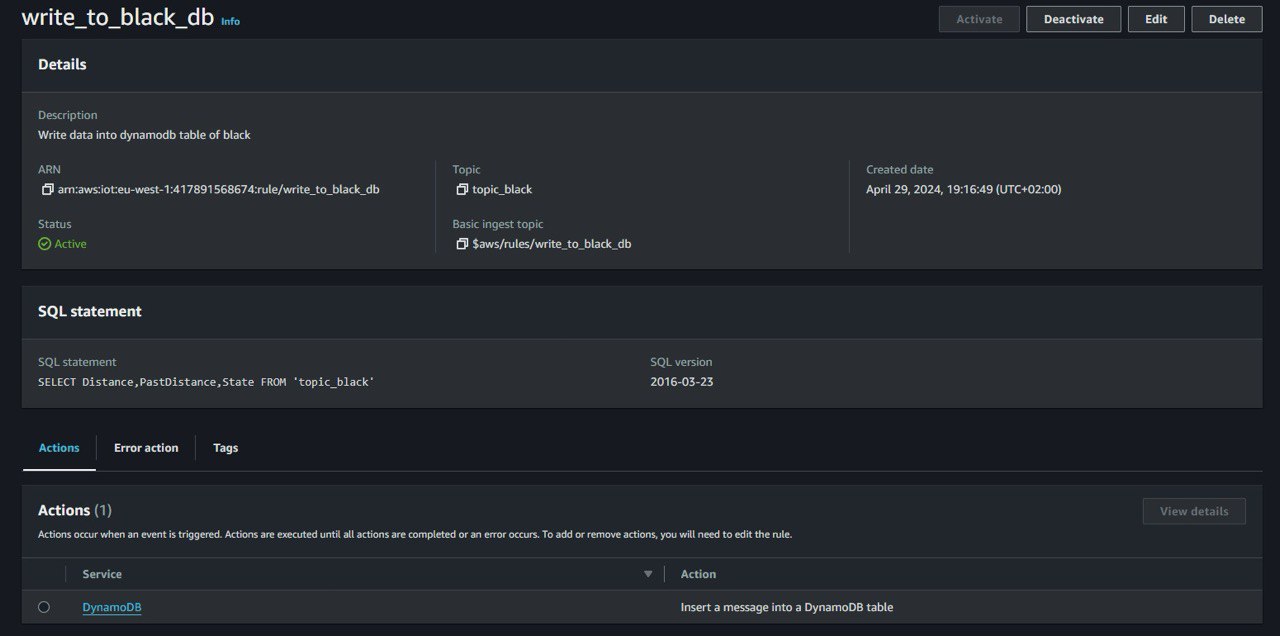 write_to_black_db Info
Activate Deactivate Edit Delete
Details
Description
Write data into dynamodb table of black
ARN Topic Created date
arn:aws:iot:eu-west-1:417891568674:rule/write_to_black_db topic_black April 29, 2024, 19:16:49 (UTC+02:00)
Status Basic ingest topic
Active $aws/rules/write_to_black_db
SQL statement
SQL statement SQL version
SELECT Distance,PastDistance,State FROM 'topic_black' 2016-03-23
Actions Error action Tags
Actions (1) View details
Actions occur when an event is triggered. Actions are executed until all actions are completed or an error occurs. To add or remove actions, you will need to edit the rule.
Service Action
DynamoDB Insert a message into a DynamoDB table